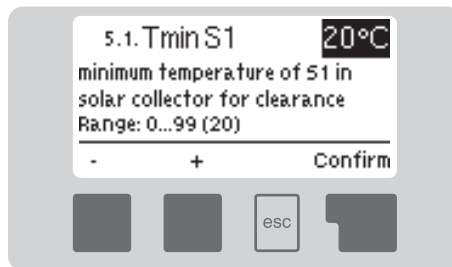 5.1. Tmin S1 20°C
minimum temperature of S1 in
solar collector for clearance
Range: 0...99 (20)
- + Confirm
esc